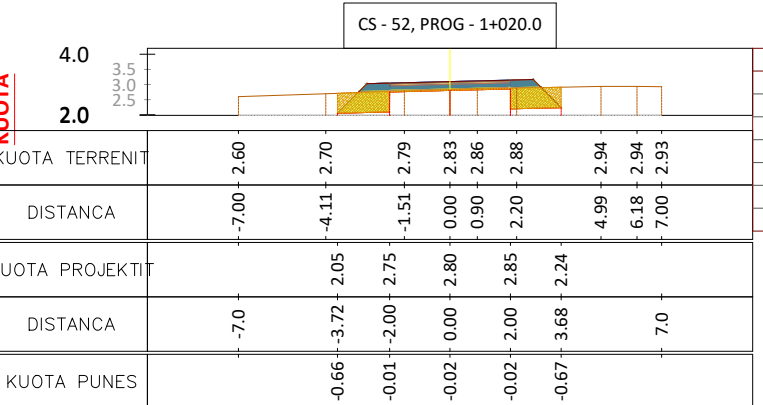 CS - 52, PROG - 1+020.0
KUOTA
4.0
3.5
3.0
2.5
2.0
KUOTA TERRENIT 2.60 2.70 2.79 2.83 2.86 2.88 2.94 2.94 2.93
DISTANCA -7.00 -4.11 -1.51 0.00 0.90 2.20 4.99 6.18 7.00
UOTA PROJEKTIT 2.05 2.75 2.80 2.85 2.24
DISTANCA -7.0 -3.72 -2.00 0.00 2.00 3.68 7.0
KUOTA PUNES -0.66 -0.01 -0.02 -0.02 -0.67